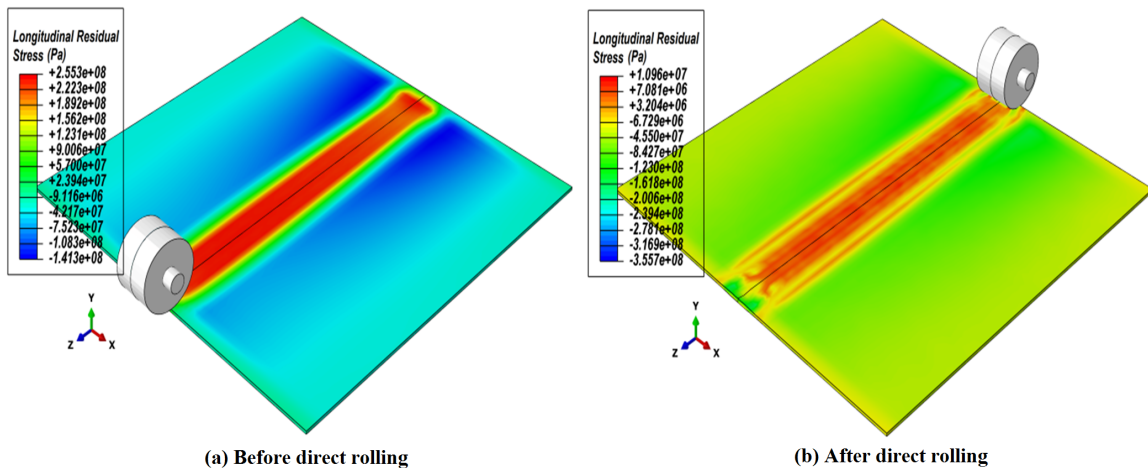 Longitudinal Residual
Stress (Pa)
+2.553e+08
+2.223e+08
+1.892e+08
+1.562e+08
+1.231e+08
+9.006e+07
+5.700e+07
+2.394e+07
-9.116e+06
-4.217e+07
-7.523e+07
-1.083e+08
-1.413e+08
Y
Z
X
(a) Before direct rolling
Longitudinal Residual
Stress (Pa)
+1.096e+07
+7.081e+06
+3.204e+06
-6.729e+06
-4.550e+07
-8.427e+07
-1.230e+08
-1.618e+08
-2.006e+08
-2.394e+08
-2.781e+08
-3.169e+08
-3.557e+08
Y
Z
X
(b) After direct rolling